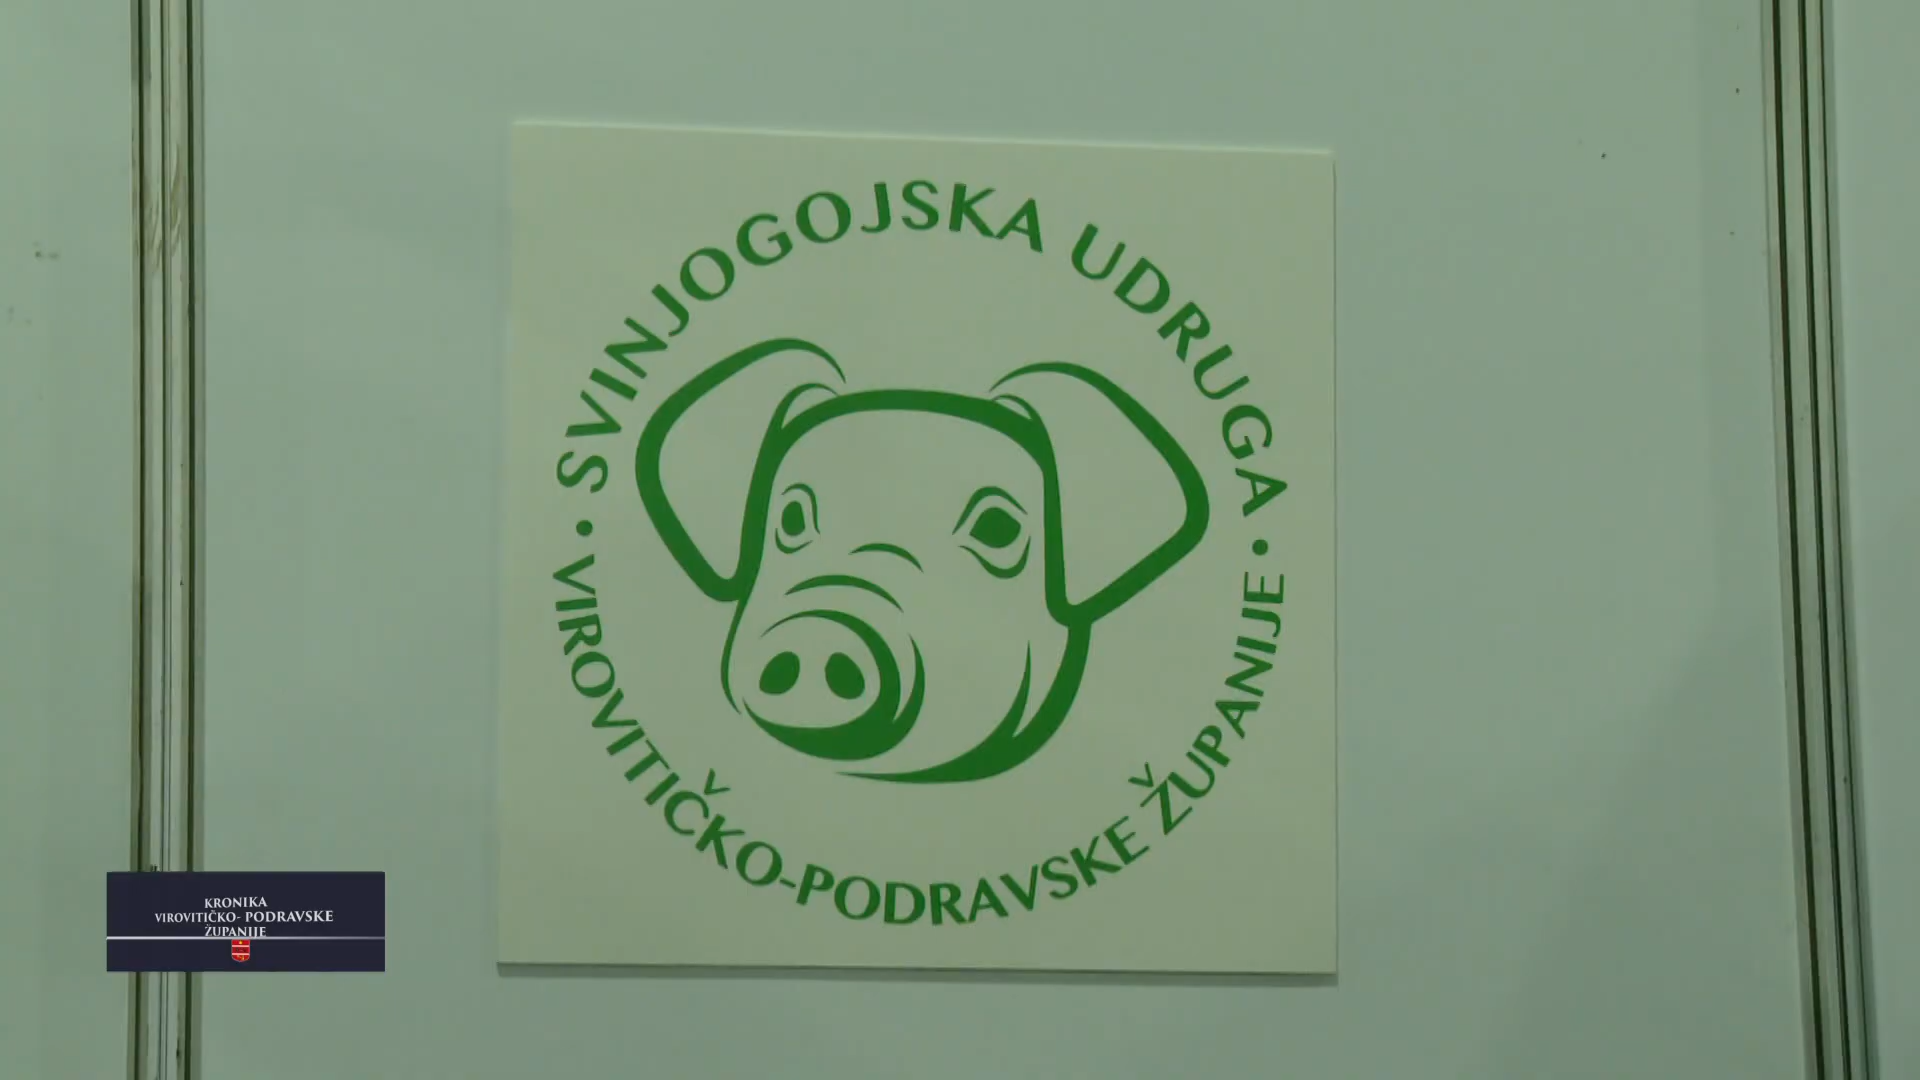 SVINJOGOJSKA UDRUGA
• VIROVITIČKO-PODRAVSKE ŽUPANIJE •
KRONIKA
VIROVITIČKO- PODRAVSKE
ŽUPANIJE